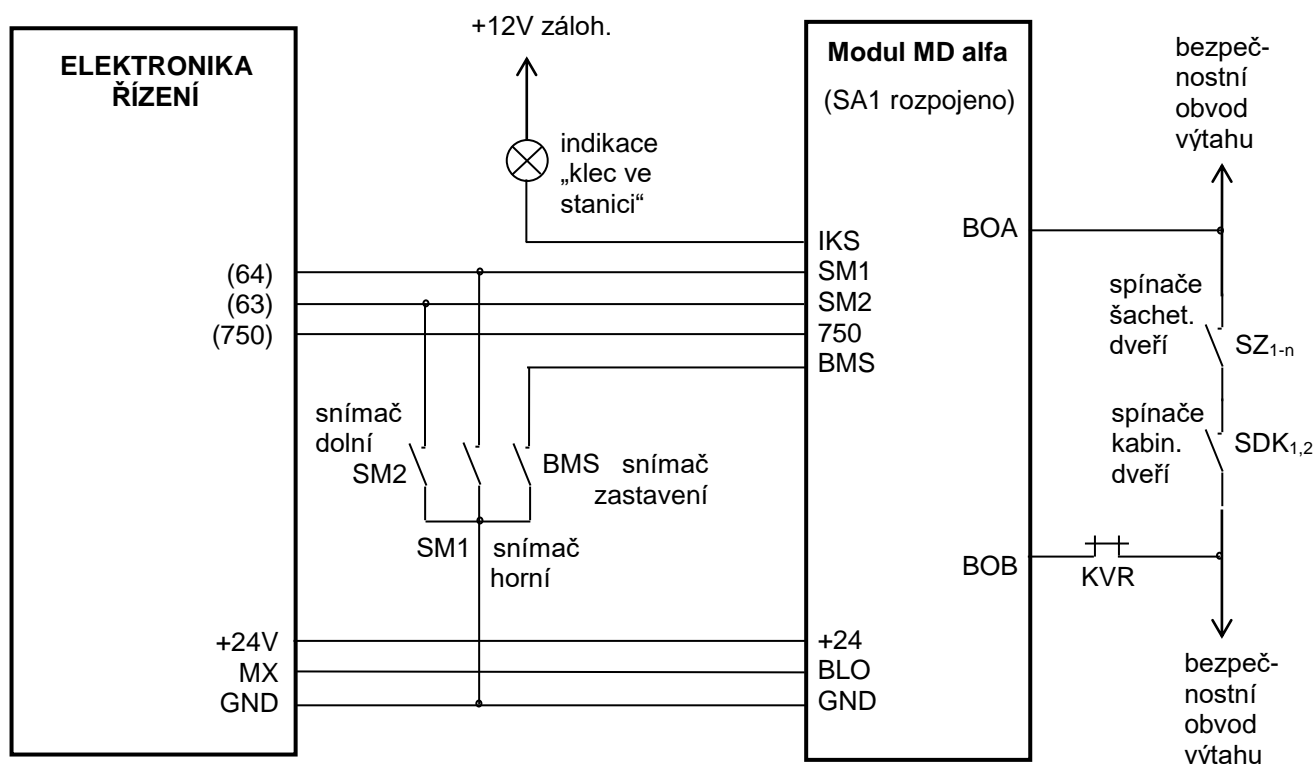 +12V záloh.
ELEKTRONIKA
ŘÍZENÍ
indikace
„klec ve
stanici“
(64)
(63)
(750)
snímač
dolní
SM2
BMS snímač
zastavení
SM1 snímač
horní
+24V
MX
GND
Modul MD alfa
(SA1 rozpojeno)
IKS
SM1
SM2
750
BMS
BOA
BOB
+24
BLO
GND
bezpeč-
nostní
obvod
výtahu
spínače
šachet.
dveří
SZ1-n
spínače
kabin.
dveří
SDK1,2
KVR
bezpeč-
nostní
obvod
výtahu